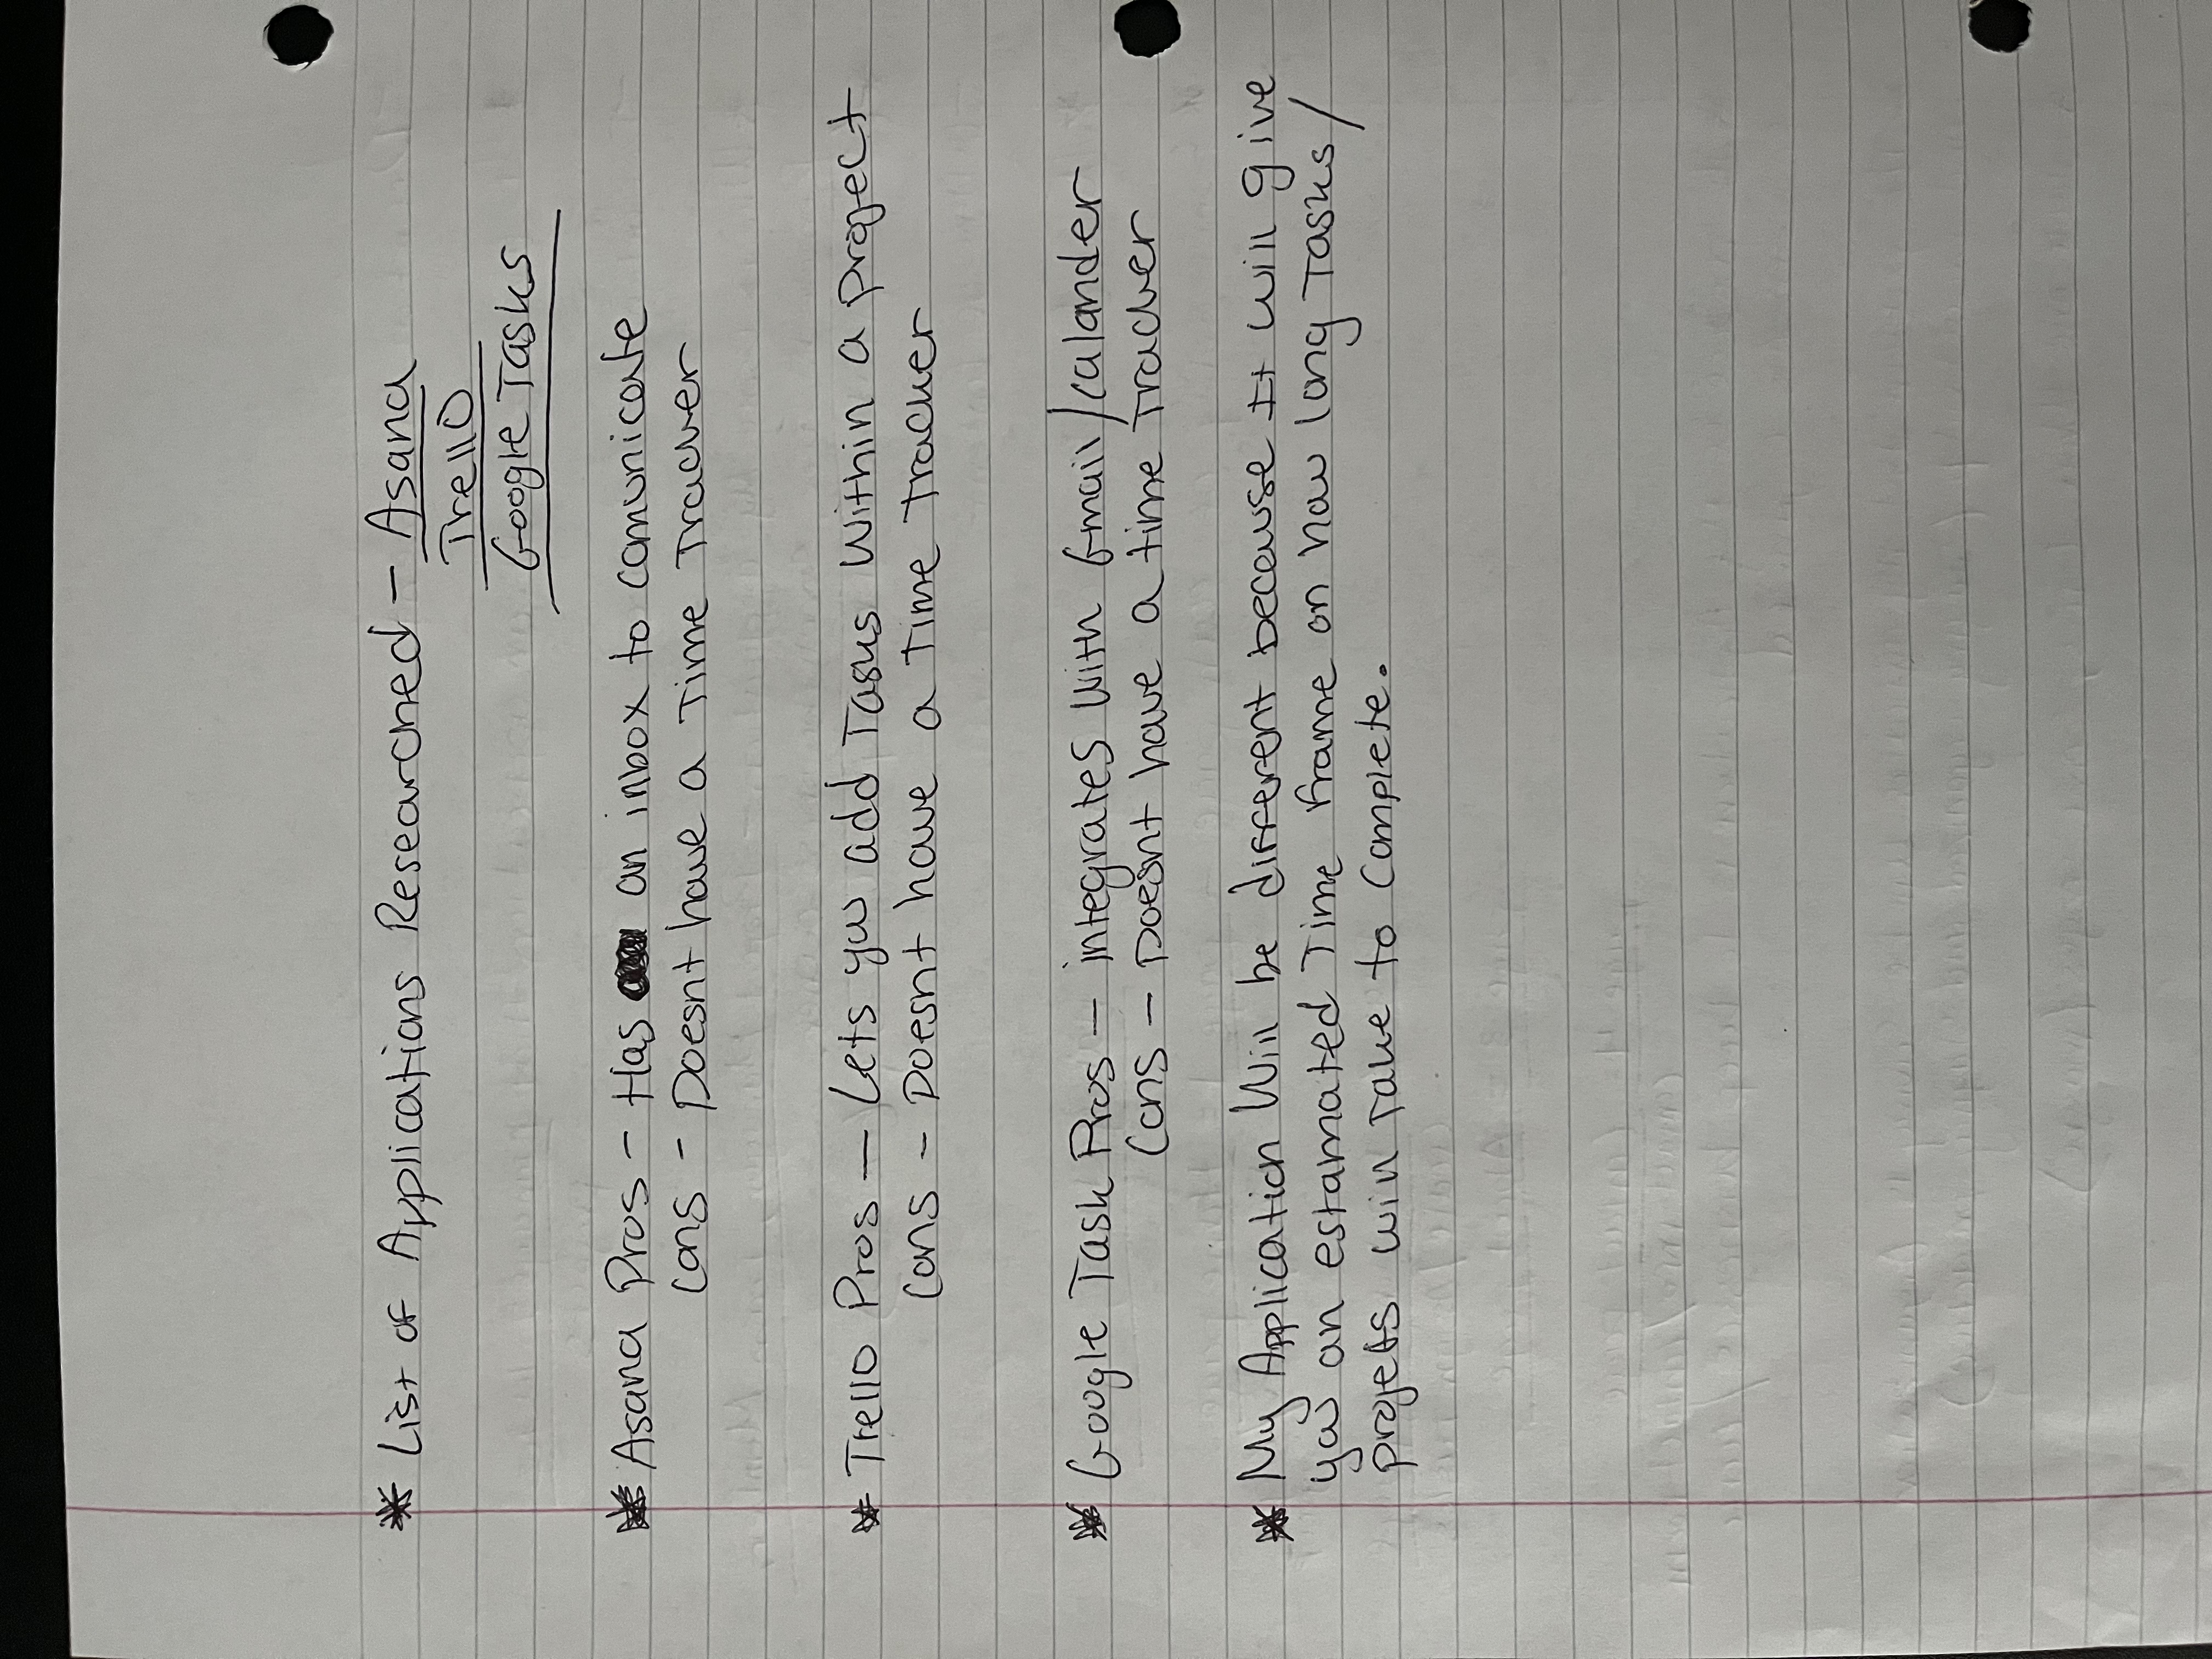 * List of Applications Researched - Asana
Trello
Google Tasks
* Asana Pros - Has an inbox to comunicate
Cons - Doesnt have a Time Tracker
* Trello Pros - Lets you add Tasks Within a project
Cons - Doesnt have a Time Tracker
* Google Task Pros - integrates with Gmail/calander
Cons - Doesnt have a time Tracker
* My Application Will be different because It will give
you an estamated Time frame on how long Tasks/
projets will Take to Complete.